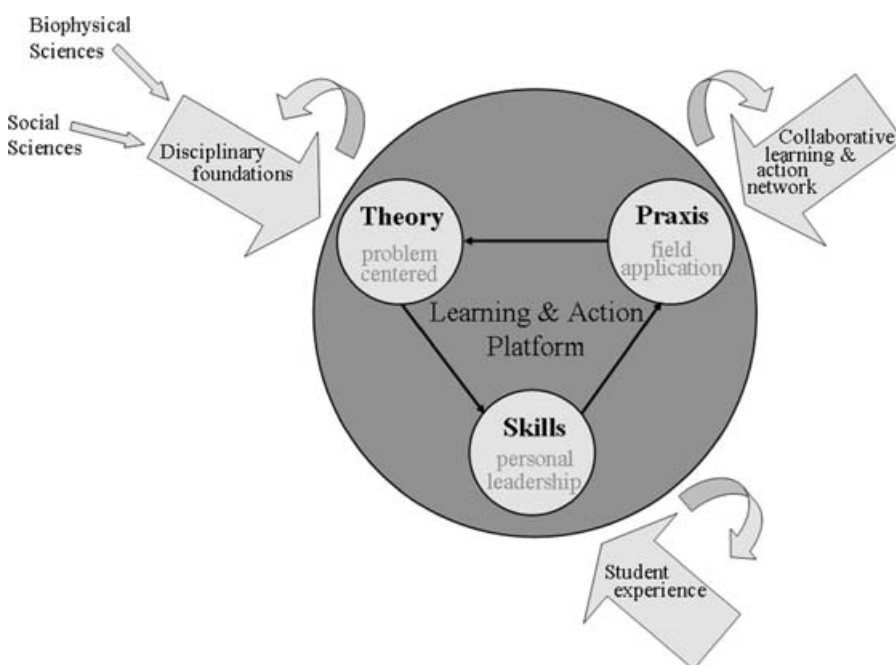 Biophysical
Sciences
Social
Sciences
Disciplinary
foundations
Collaborative
learning &
action
network
Theory
problem
centered
Praxis
field
application
Learning & Action
Platform
Skills
personal
leadership
Student
experience